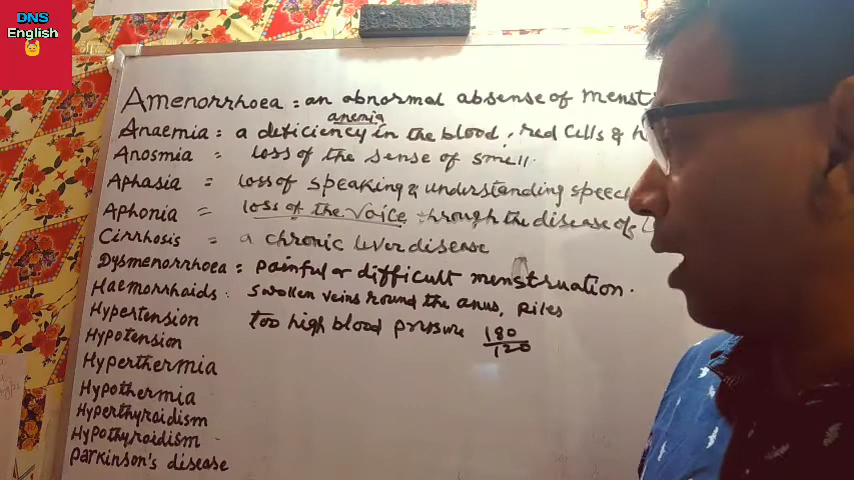 DNS
English
Amenorrhoea : an abnormal absense of menst
anemia
Anaemia : a deficiency in the blood, red cells & h
Anosmia = loss of the sense of smell.
Aphasia = loss of speaking & understanding speec
Aphonia = loss of the voice through the disease of
Cirrhosis = a chronic lever disease
Dysmenorrhoea : painful or difficult menstruation.
Haemorrhaids : swollen veins round the anus, Piles
Hypertension too high blood pressure 180
120
Hypotension
Hyperthermia
Hypothermia
Hyperthyroidism
Hypothyroidism
Parkinson's disease